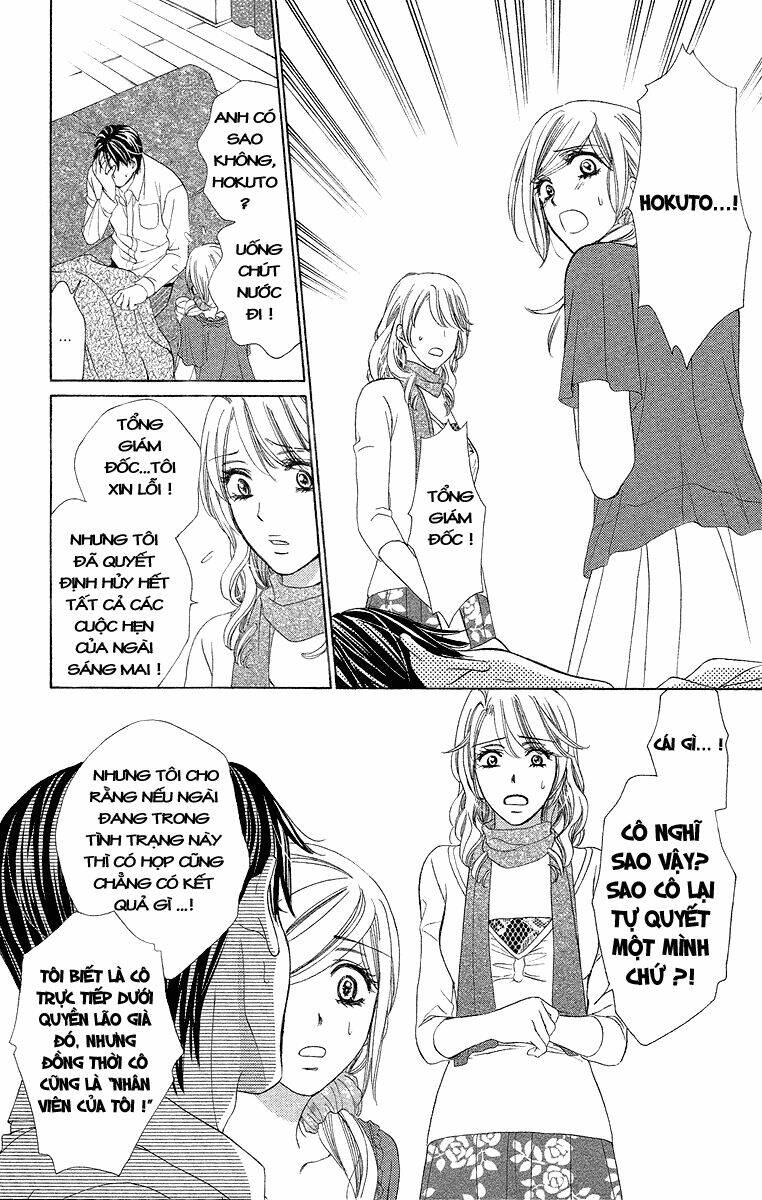 HOKUTO...!
TỔNG
GIÁM
ĐỐC !
ANH CÓ
SAO
KHÔNG,
HOKUTO
?
UỐNG
CHÚT
NƯỚC
ĐI !
...
TỔNG
GIÁM
ĐỐC...TÔI
XIN LỖI !
NHƯNG TÔI
ĐÃ QUYẾT
ĐỊNH HỦY HẾT
TẤT CẢ CÁC
CUỘC HẸN
CỦA NGÀI
SÁNG MAI !
CÁI GÌ... !
CÔ NGHĨ
SAO VẬY?
SAO CÔ LẠI
TỰ QUYẾT
MỘT MÌNH
CHỨ ?!
NHƯNG TÔI CHO
RẰNG NẾU NGÀI
ĐANG TRONG
TÌNH TRẠNG NÀY
THÌ CÓ HỌP CŨNG
CHẲNG CÓ KẾT
QUẢ GÌ ...!
TÔI BIẾT LÀ CÔ
TRỰC TIẾP DƯỚI
QUYỀN LÃO GIÀ
ĐÓ, NHƯNG
ĐỒNG THỜI CÔ
CŨNG LÀ "NHÂN
VIÊN CỦA TÔI !"